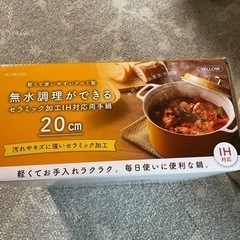 軽くて使いやすいアルミ製
無水調理ができる
セラミック加工IH対応両手鍋
20cm
汚れやキズに強いセラミック加工
YELLOW
軽くてお手入れラクラク。毎日使いに便利な鍋。
IH
対応